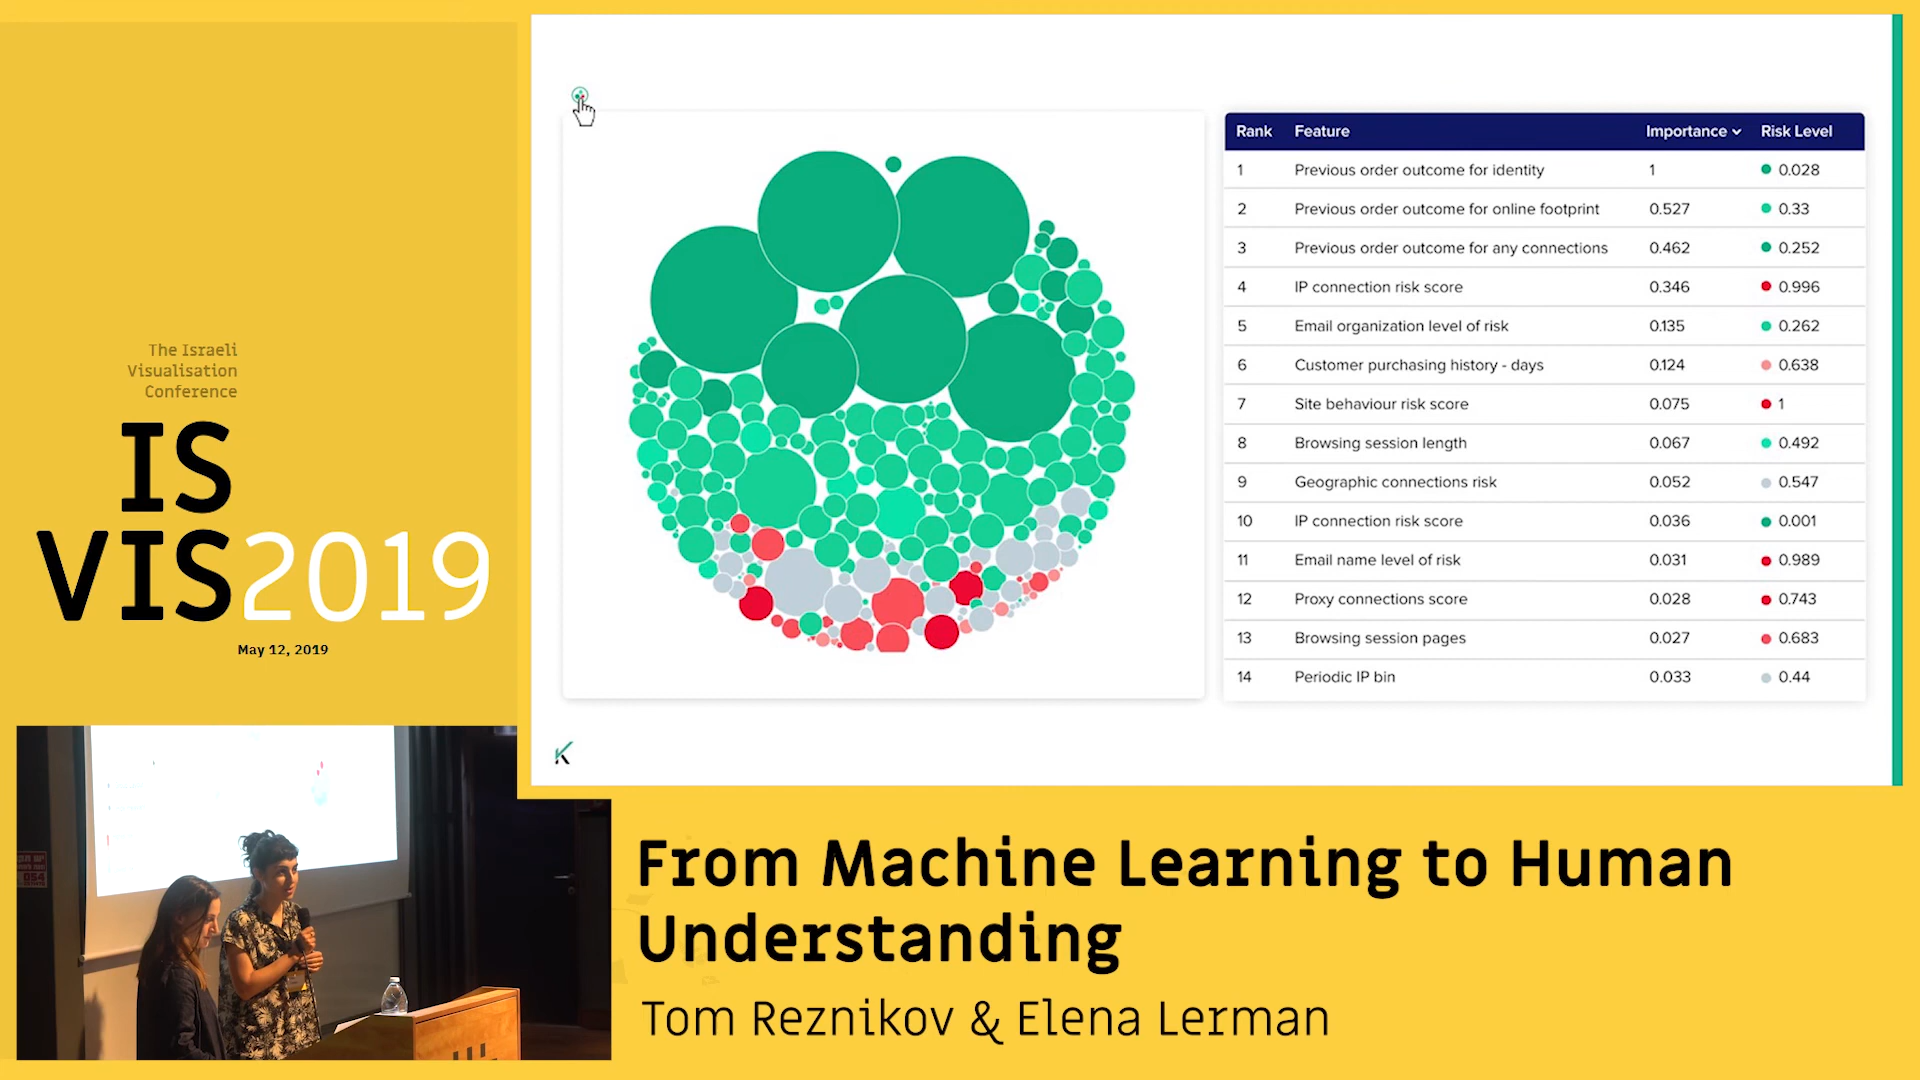 The Israeli
Visualisation
Conference
IS
VIS2019
May 12, 2019
Rank Feature Importance Risk Level
1 Previous order outcome for identity 1 0.028
2 Previous order outcome for online footprint 0.527 0.33
3 Previous order outcome for any connections 0.462 0.252
4 IP connection risk score 0.346 0.996
5 Email organization level of risk 0.135 0.262
6 Customer purchasing history - days 0.124 0.638
7 Site behaviour risk score 0.075 1
8 Browsing session length 0.067 0.492
9 Geographic connections risk 0.052 0.547
10 IP connection risk score 0.036 0.001
11 Email name level of risk 0.031 0.989
12 Proxy connections score 0.028 0.743
13 Browsing session pages 0.027 0.683
14 Periodic IP bin 0.033 0.44
K
From Machine Learning to Human
Understanding
Tom Reznikov & Elena Lerman